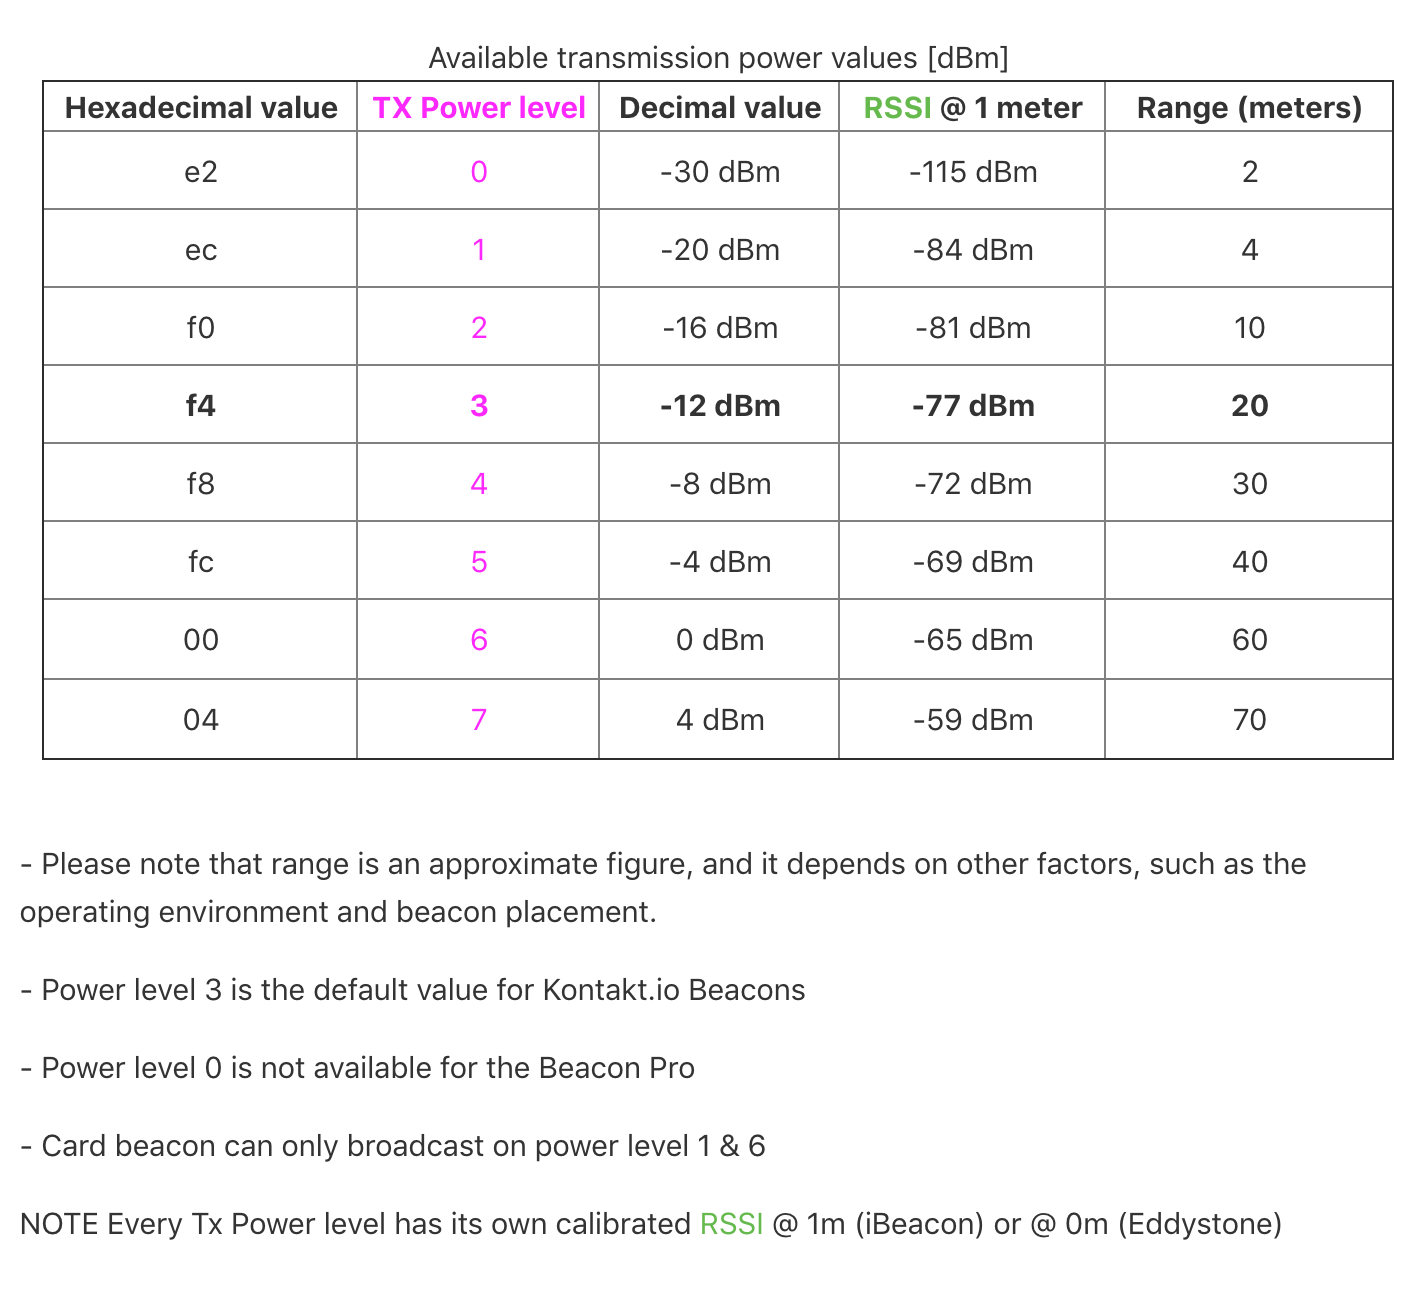 Available transmission power values [dBm]
Hexadecimal value TX Power level Decimal value RSSI @ 1 meter Range (meters)
e2 0 -30 dBm -115 dBm 2
ec 1 -20 dBm -84 dBm 4
f0 2 -16 dBm -81 dBm 10
f4 3 -12 dBm -77 dBm 20
f8 4 -8 dBm -72 dBm 30
fc 5 -4 dBm -69 dBm 40
00 6 0 dBm -65 dBm 60
04 7 4 dBm -59 dBm 70
- Please note that range is an approximate figure, and it depends on other factors, such as the
operating environment and beacon placement.
- Power level 3 is the default value for Kontakt.io Beacons
- Power level 0 is not available for the Beacon Pro
- Card beacon can only broadcast on power level 1 & 6
NOTE Every Tx Power level has its own calibrated RSSI @ 1m (iBeacon) or @ 0m (Eddystone)